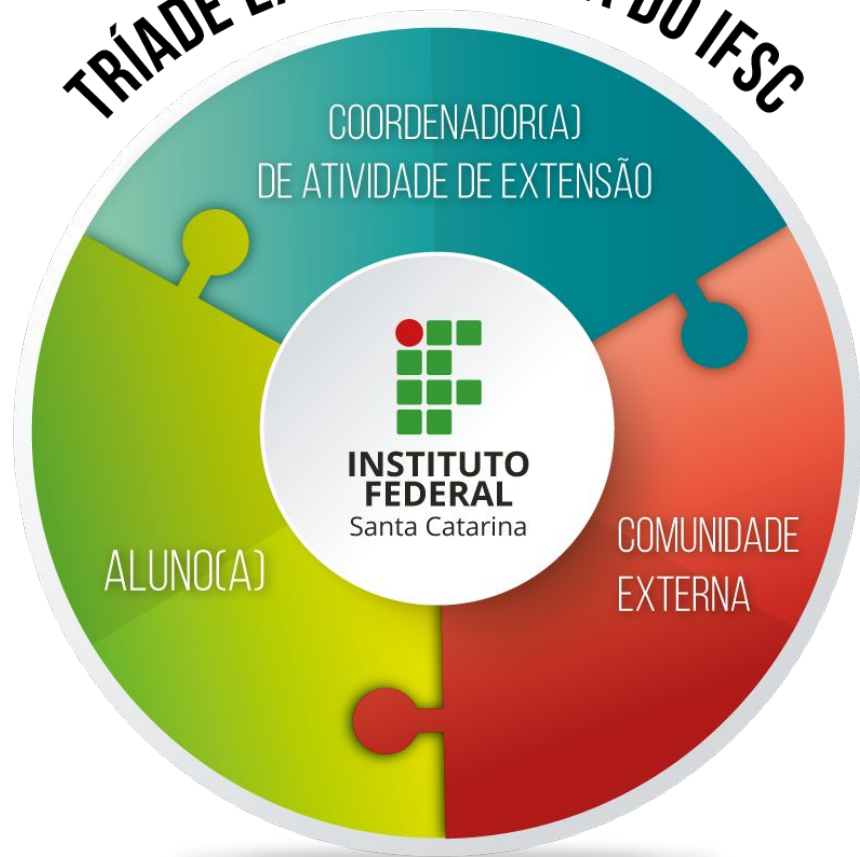 TRÍADE
DO IFSC
COORDENADOR(A)
DE ATIVIDADE DE EXTENSÃO
INSTITUTO
FEDERAL
Santa Catarina
ALUNO(A)
COMUNIDADE
EXTERNA